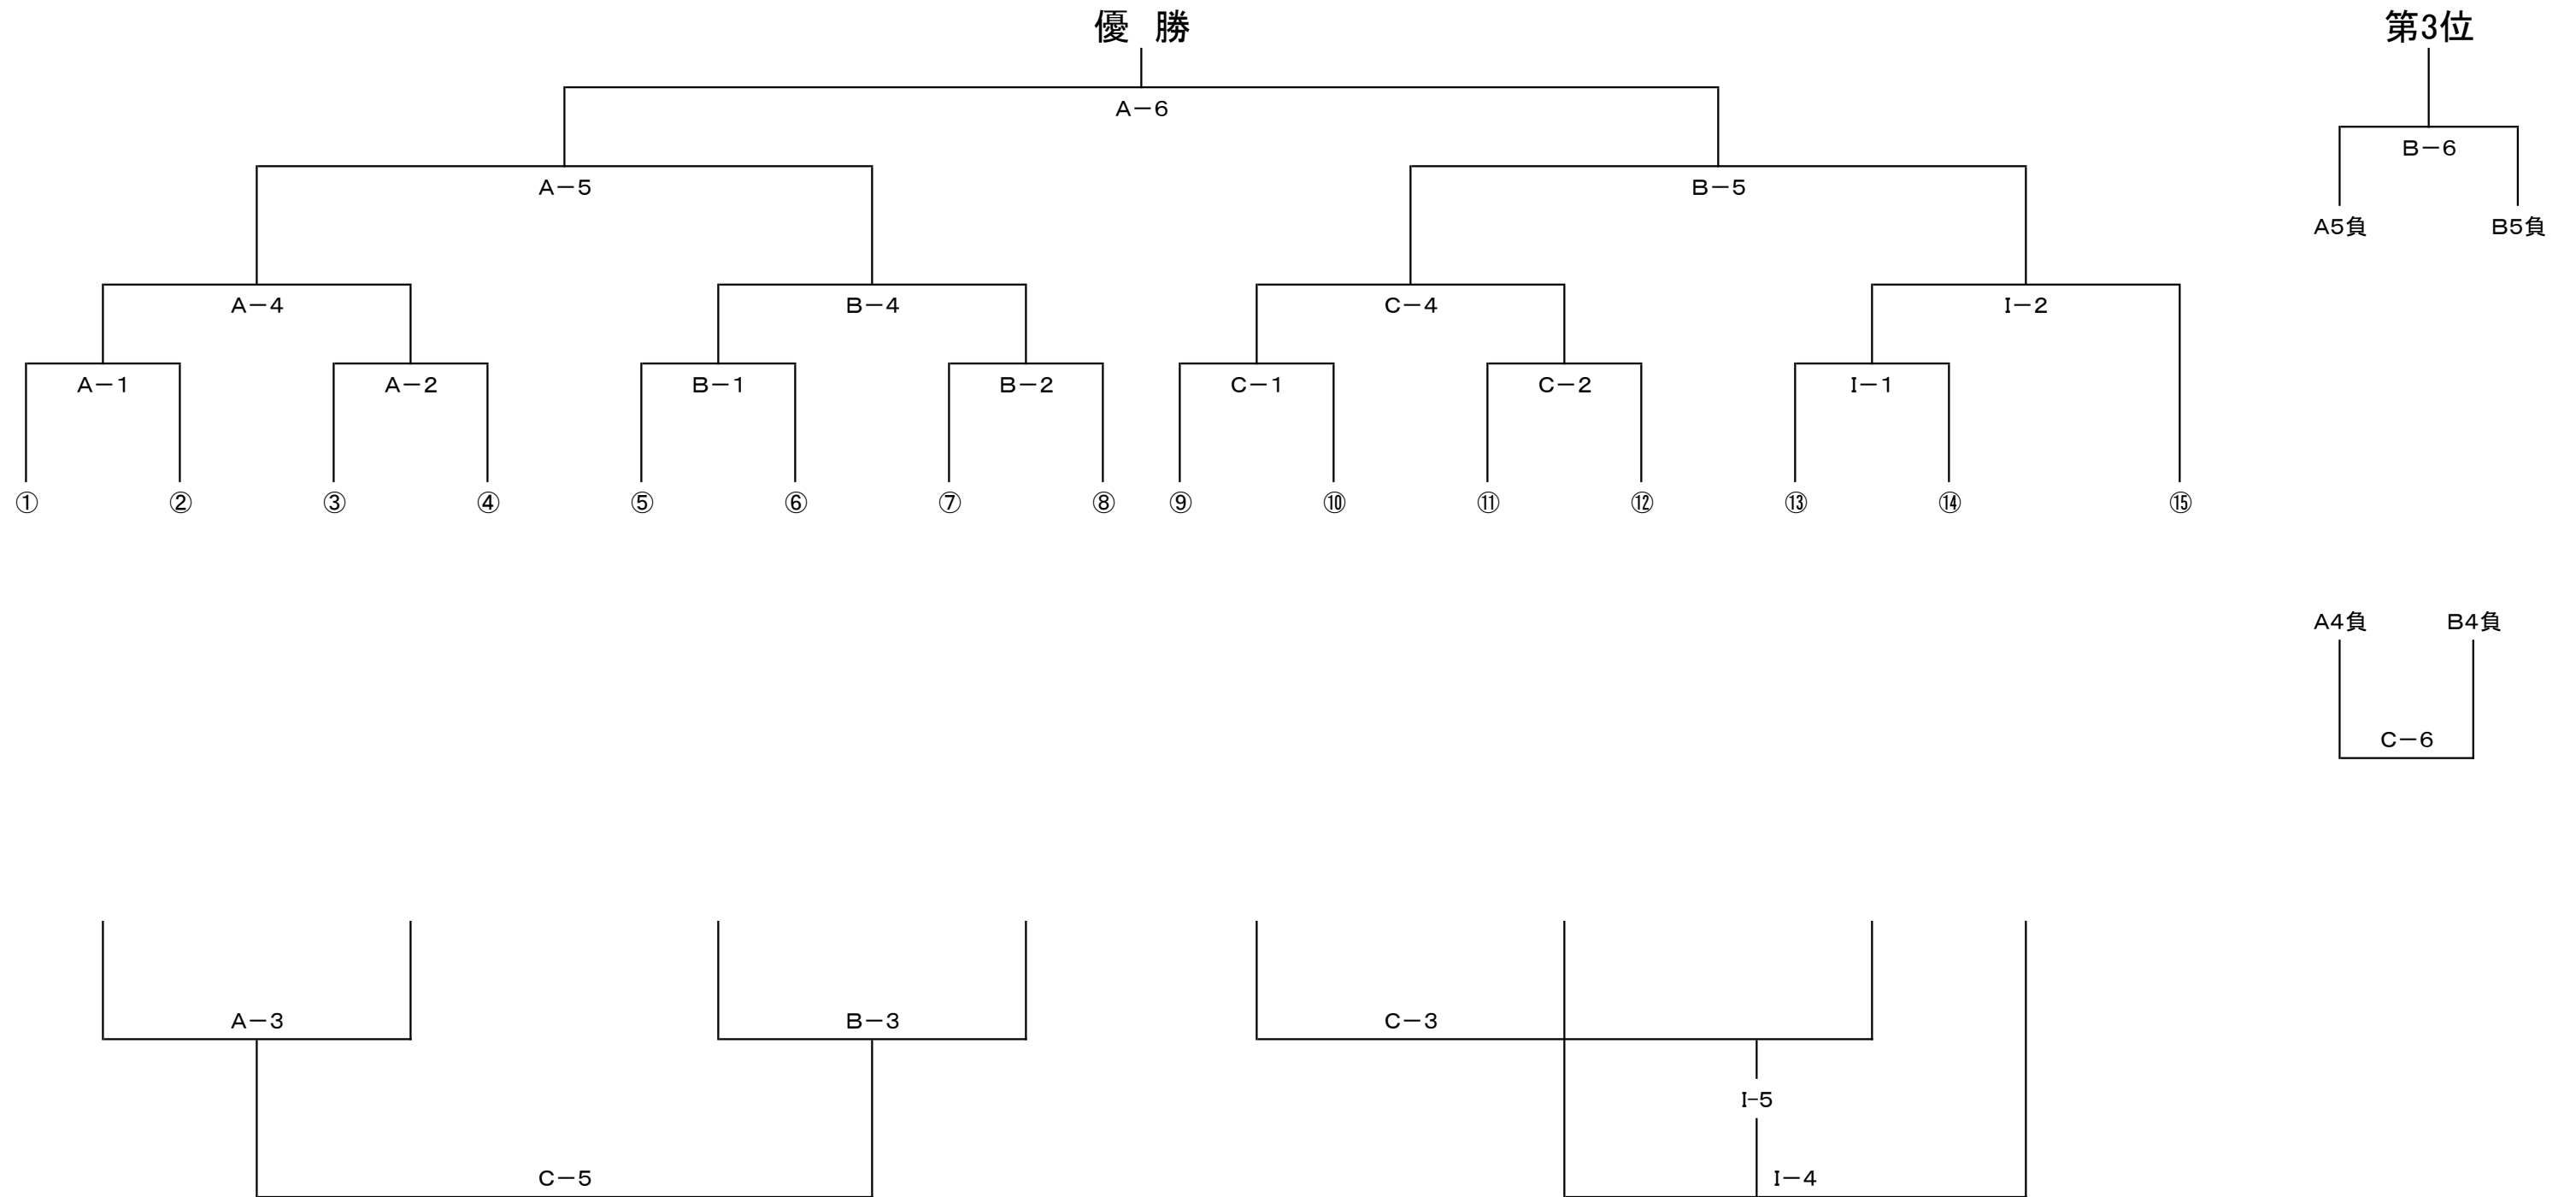 優　勝
第3位
A－6
B－6
A－5
B－5
A5負
B5負
A－4
B－4
C－4
I－2
A－1
A－2
B－1
B－2
C－1
C－2
I－1
①
②
③
④
⑤
⑥
⑦
⑧
⑨
⑩
⑪
⑫
⑬
⑭
⑮
A4負
B4負
C－6
A－3
B－3
C－3
I-5
C－5
I－4